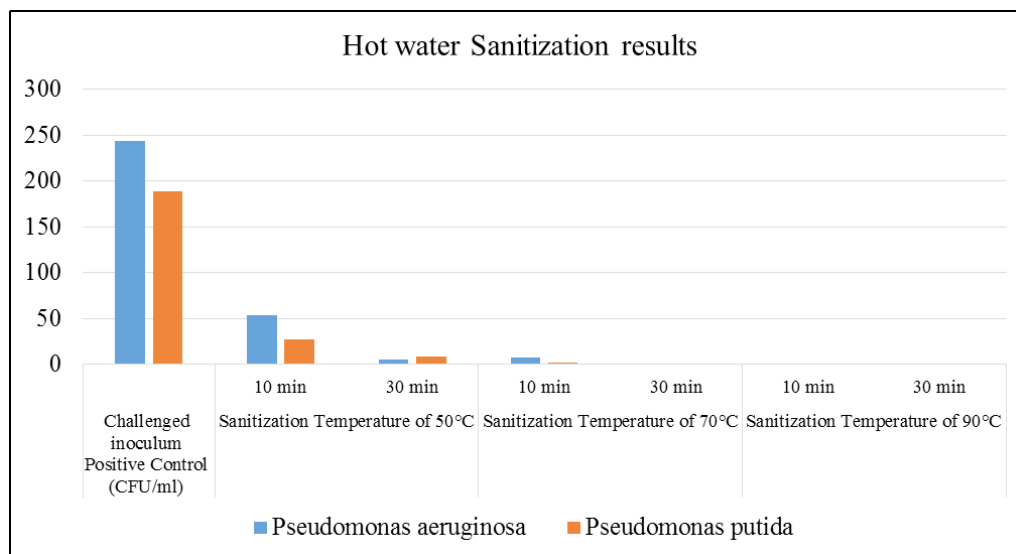 Hot water Sanitization results
300
250
200
150
100
50
0
10 min 30 min 10 min 30 min 10 min 30 min
Challenged
inoculum
Positive Control
(CFU/ml)
Sanitization Temperature of 50°C
Sanitization Temperature of 70°C
Sanitization Temperature of 90°C
Pseudomonas aeruginosa
Pseudomonas putida